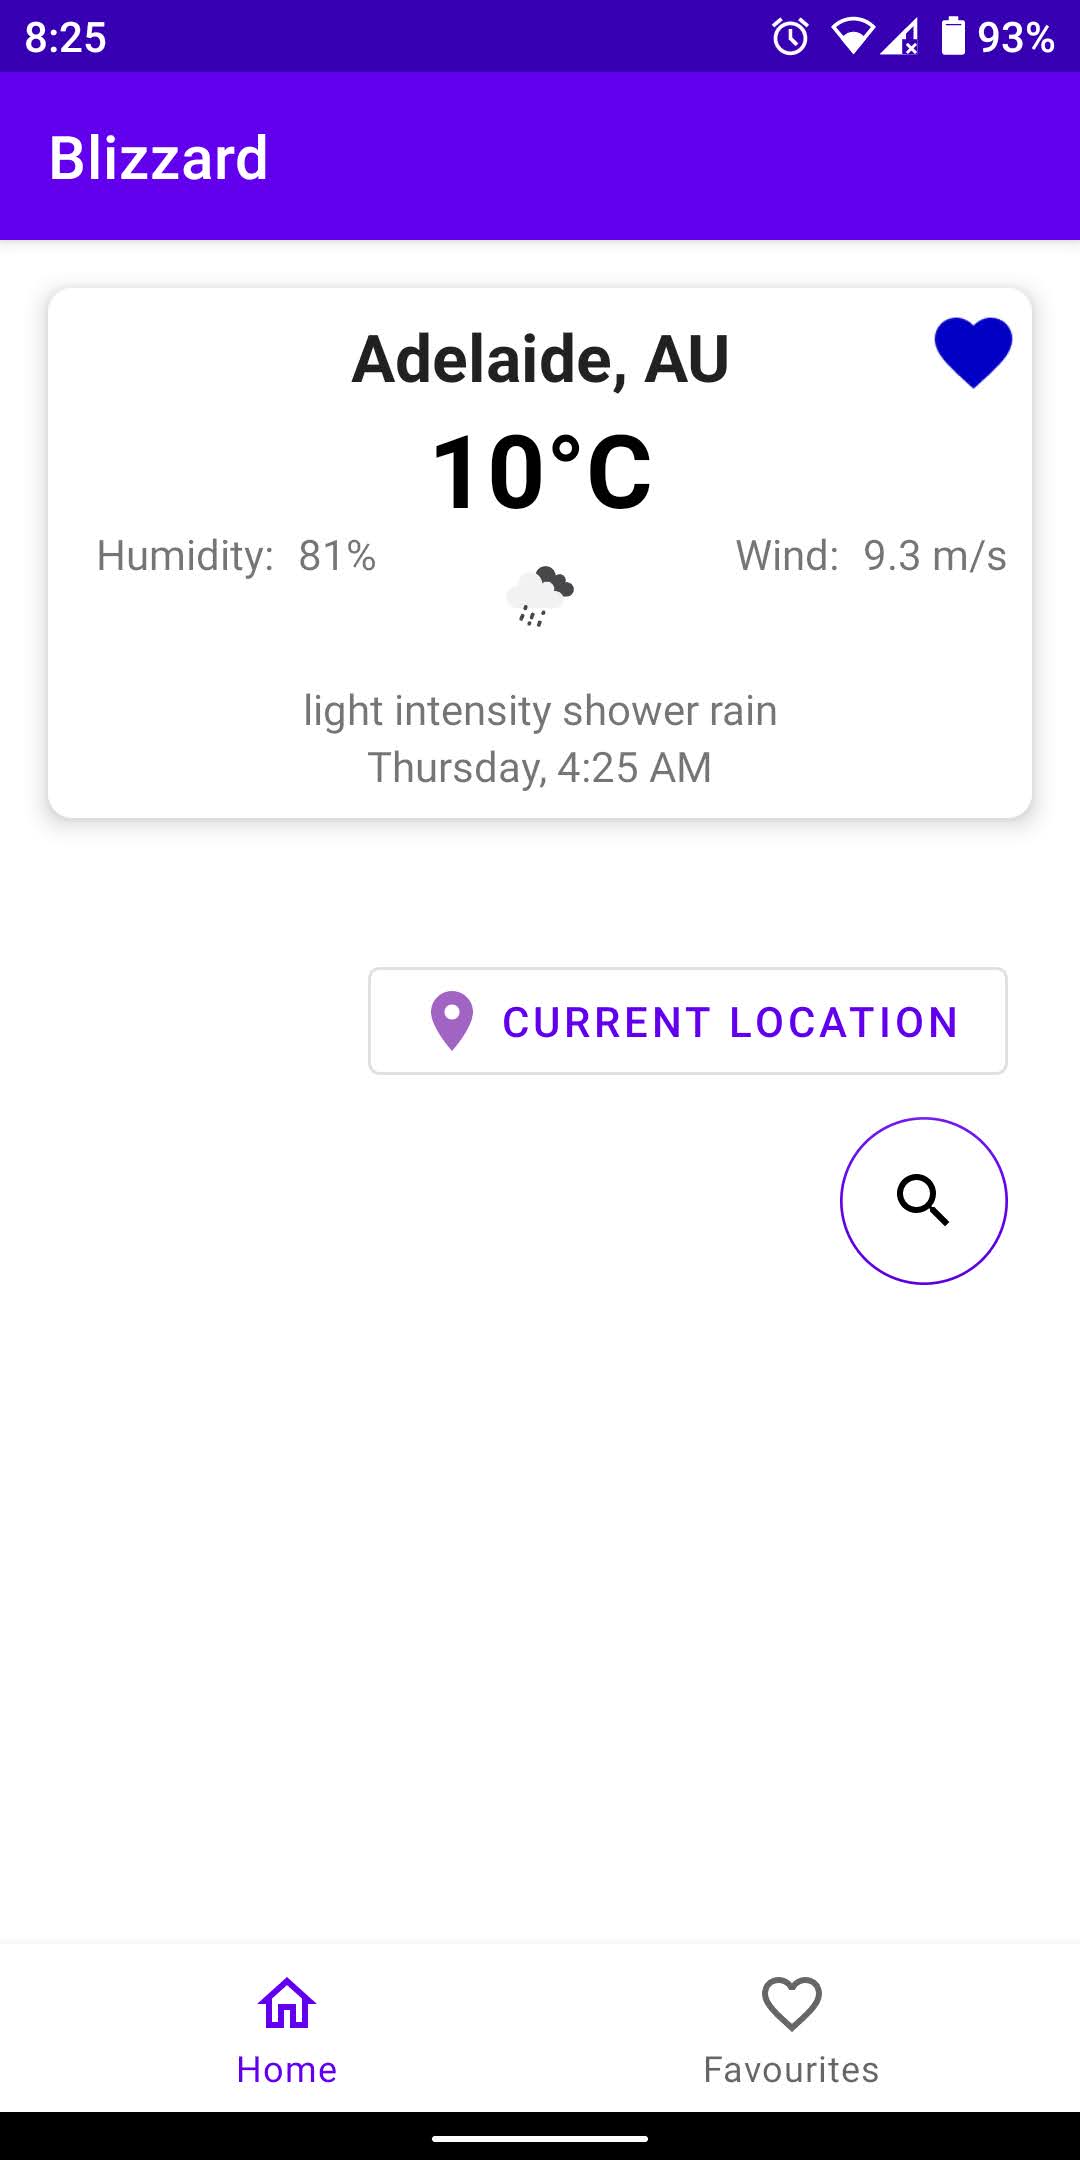 8:25 93%
Blizzard
Adelaide, AU
10°C
Humidity: 81% Wind: 9.3 m/s
light intensity shower rain
Thursday, 4:25 AM
CURRENT LOCATION
Home Favourites